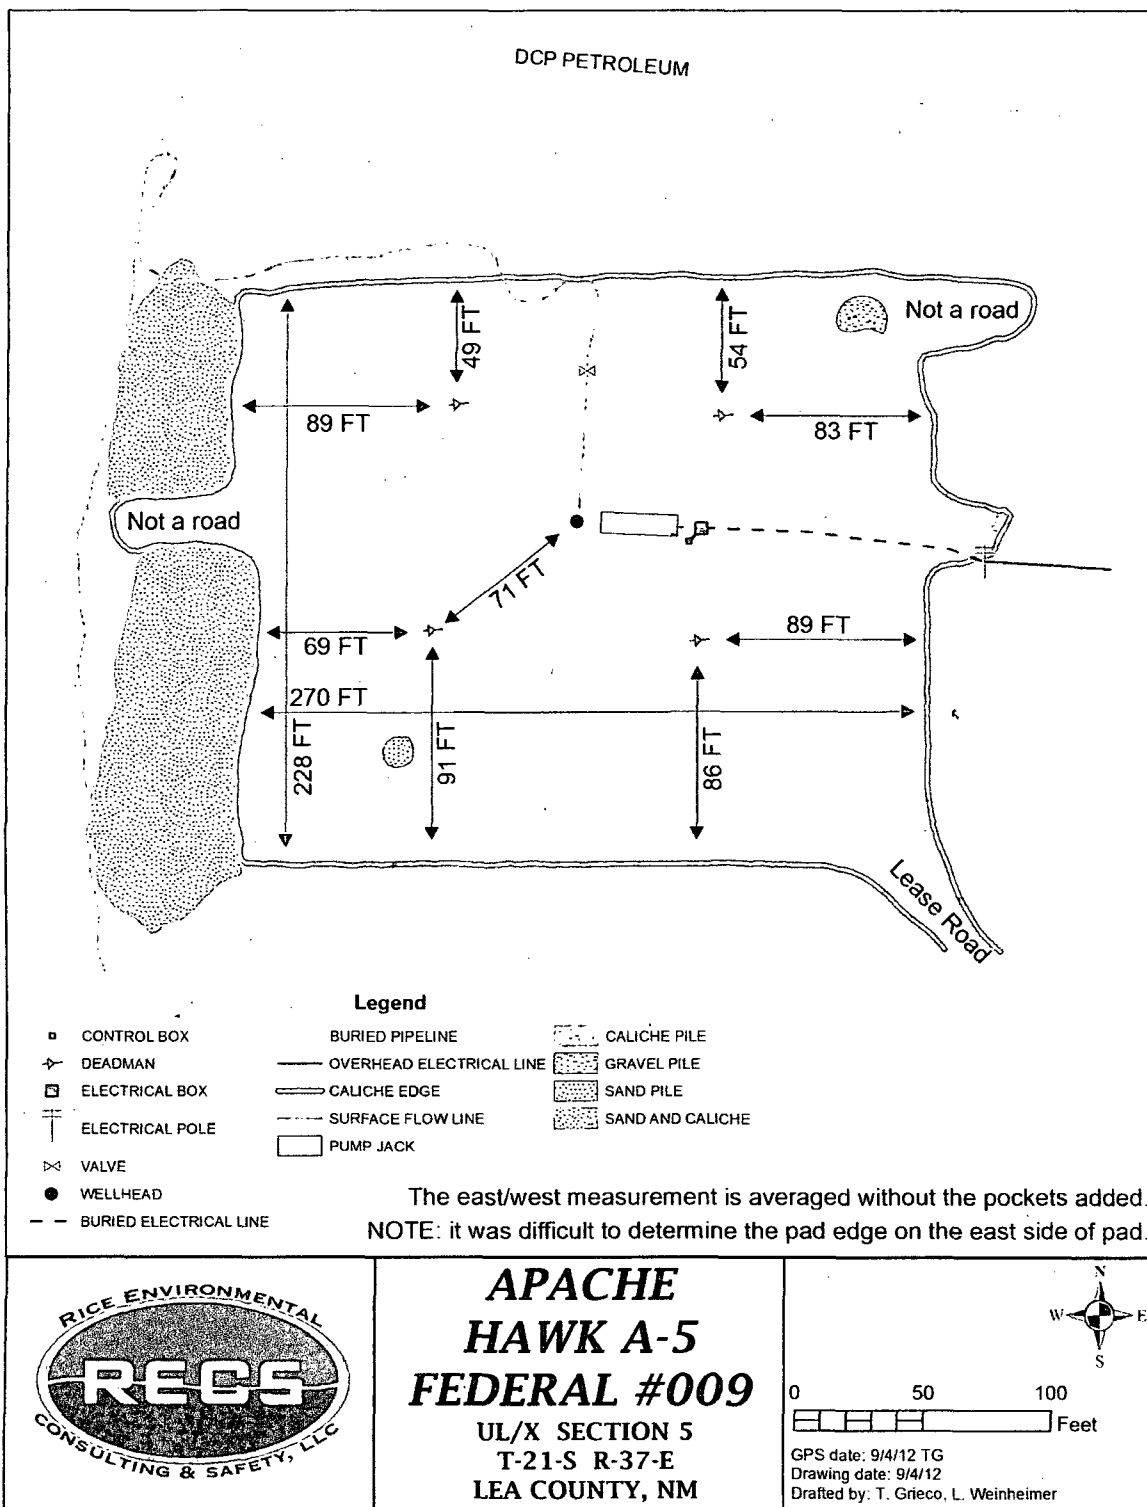 DCP PETROLEUM
Not a road
49 FT
54 FT
89 FT
83 FT
Not a road
71 FT
69 FT
89 FT
270 FT
228 FT
91 FT
86 FT
Lease Road
Legend
CONTROL BOX
DEADMAN
ELECTRICAL BOX
ELECTRICAL POLE
VALVE
WELLHEAD
BURIED ELECTRICAL LINE
BURIED PIPELINE
OVERHEAD ELECTRICAL LINE
CALICHE EDGE
SURFACE FLOW LINE
PUMP JACK
CALICHE PILE
GRAVEL PILE
SAND PILE
SAND AND CALICHE
The east/west measurement is averaged without the pockets added.
NOTE: it was difficult to determine the pad edge on the east side of pad.
RICE ENVIRONMENTAL
RECS
CONSULTING & SAFETY, LLC
APACHE
HAWK A-5
FEDERAL #009
UL/X SECTION 5
T-21-S R-37-E
LEA COUNTY, NM
N
W E
S
0 50 100
Feet
GPS date: 9/4/12 TG
Drawing date: 9/4/12
Drafted by: T. Grieco, L. Weinheimer